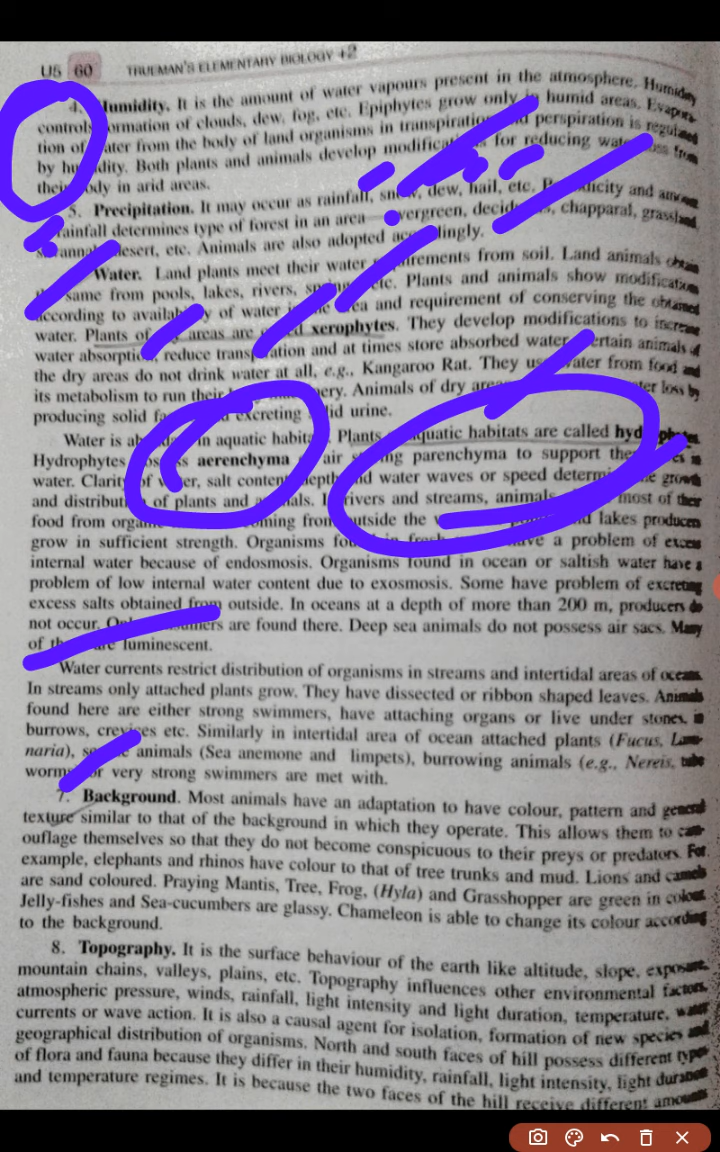 U5 60 TRUEMAN'S ELEMENTARY BIOLOGY +2
4. Humidity. It is the amount of water vapours present in the atmosphere. Humidity
controls formation of clouds, dew, fog, etc. Epiphytes grow only in humid areas. Evapora-
tion of water from the body of land organisms in transpiration and perspiration is regulated
by humidity. Both plants and animals develop for reducing water loss from
their body in arid areas.
5. Precipitation. It may occur as rainfall, snow, dew, hail, etc. Periodicity and amount
rainfall determines type of forest in an area— evergreen, deciduous, chapparal, grassland,
savannah, desert, etc. Animals are also adopted accordingly.
Water. Land plants meet their water requirements from soil. Land animals obtain
same from pools, lakes, rivers, springs etc. Plants and animals show modification
according to availability of water in the area and requirement of conserving the obtained
water. Plants of areas are xerophytes. They develop modifications to increase
water absorption, reduce transpiration and at times store absorbed water. Certain animals of
the dry areas do not drink water at all, e.g., Kangaroo Rat. They use water from food and
its metabolism to run their Animals of dry areas water loss by
producing solid excreting solid urine.
Water is in aquatic habitats. Plants aquatic habitats are called hydrophytes.
Hydrophytes possess aerenchyma air parenchyma to support in
water. Clarity of water, salt content, depth and water waves or speed determine growth
and distribution of plants and animals. In rivers and streams, animals most of their
food from coming from outside the and lakes producers
grow in sufficient strength. Organisms found in fresh have a problem of excess
internal water because of endosmosis. Organisms found in ocean or saltish water have a
problem of low internal water content due to exosmosis. Some have problem of excreting
excess salts obtained from outside. In oceans at a depth of more than 200 m, producers do
not occur. Only consumers are found there. Deep sea animals do not possess air sacs. Many
of them are luminescent.
Water currents restrict distribution of organisms in streams and intertidal areas of oceans.
In streams only attached plants grow. They have dissected or ribbon shaped leaves. Animals
found here are either strong swimmers, have attaching organs or live under stones, in
burrows, crevices etc. Similarly in intertidal area of ocean attached plants (Fucus, Lami-
naria), animals (Sea anemone and limpets), burrowing animals (e.g., Nereis, tube
worms) or very strong swimmers are met with.
7. Background. Most animals have an adaptation to have colour, pattern and general
texture similar to that of the background in which they operate. This allows them to cam-
ouflage themselves so that they do not become conspicuous to their preys or predators. For
example, elephants and rhinos have colour to that of tree trunks and mud. Lions and camels
are sand coloured. Praying Mantis, Tree, Frog, (Hyla) and Grasshopper are green in colour.
Jelly-fishes and Sea-cucumbers are glassy. Chameleon is able to change its colour according
to the background.
8. Topography. It is the surface behaviour of the earth like altitude, slope, exposure,
mountain chains, valleys, plains, etc. Topography influences other environmental factors,
atmospheric pressure, winds, rainfall, light intensity and light duration, temperature, water
currents or wave action. It is also a causal agent for isolation, formation of new species and
geographical distribution of organisms. North and south faces of hill possess different types
of flora and fauna because they differ in their humidity, rainfall, light intensity, light duration
and temperature regimes. It is because the two faces of the hill receive different amounts